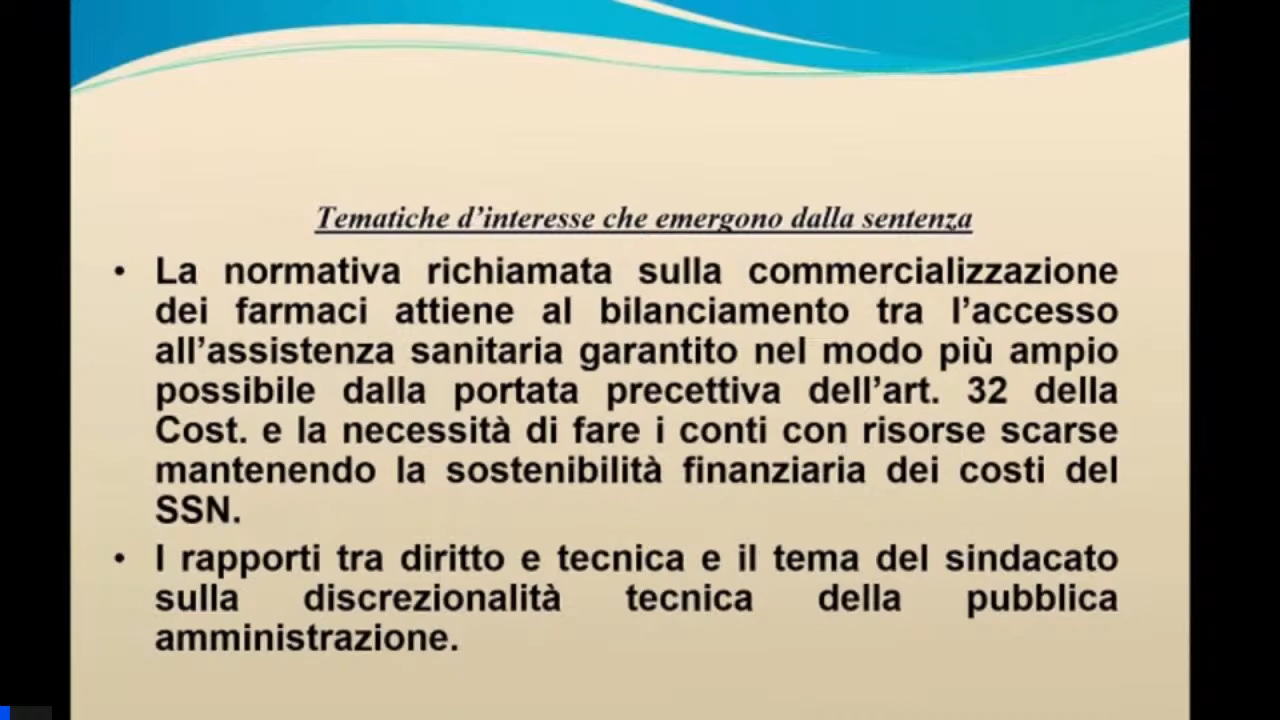 Tematiche d’interesse che emergono dalla sentenza
• La normativa richiamata sulla commercializzazione
dei farmaci attiene al bilanciamento tra l’accesso
all’assistenza sanitaria garantito nel modo più ampio
possibile dalla portata precettiva dell’art. 32 della
Cost. e la necessità di fare i conti con risorse scarse
mantenendo la sostenibilità finanziaria dei costi del
SSN.
• I rapporti tra diritto e tecnica e il tema del sindacato
sulla discrezionalità tecnica della pubblica
amministrazione.